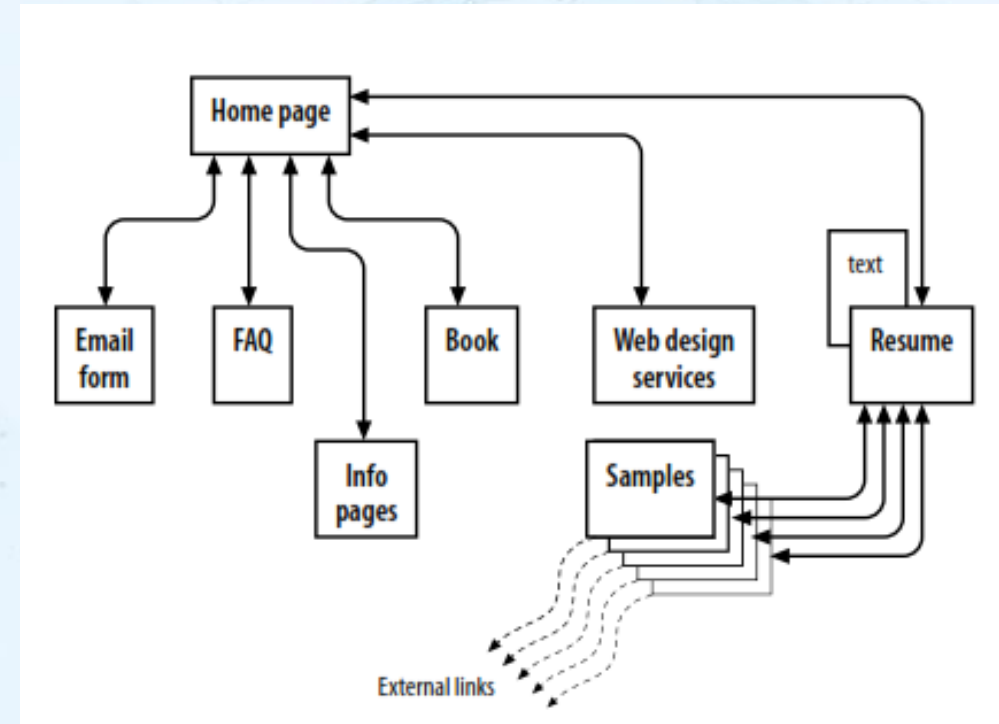 Home page
text
Email
form
FAQ
Book
Web design
services
Resume
Info
pages
Samples
External links